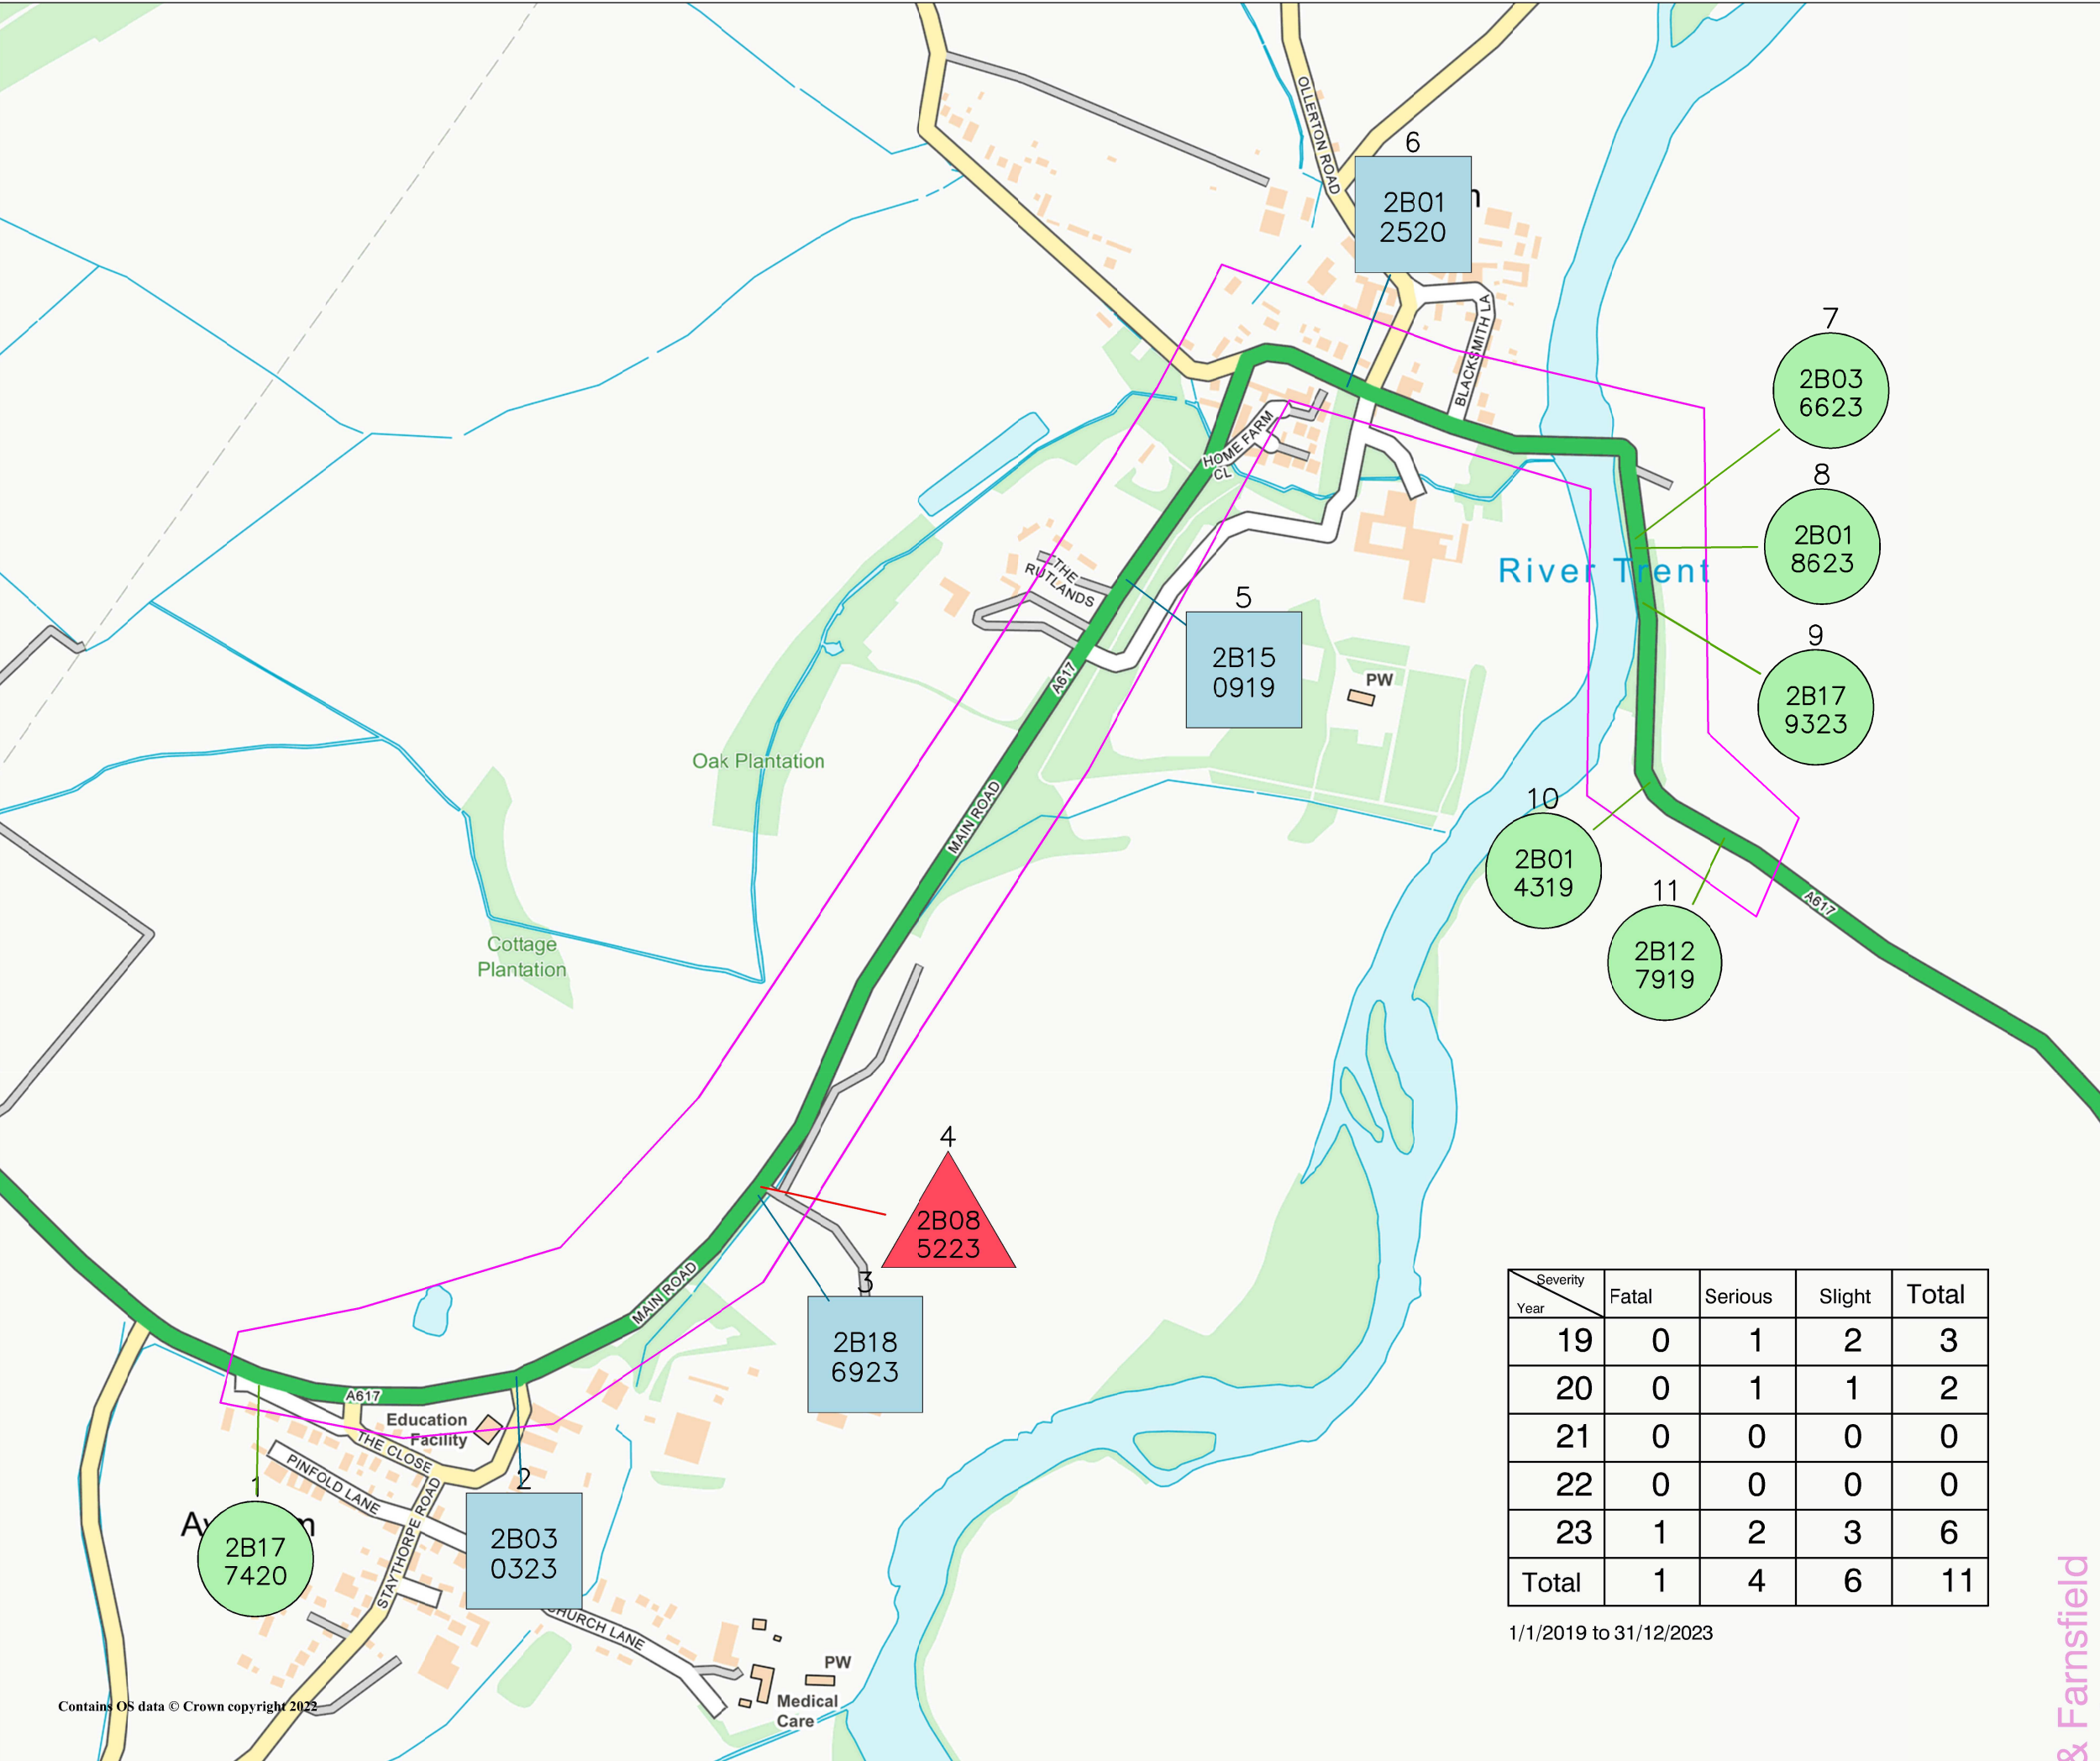 OLLERTON ROAD
6
2B01
2520
BLACKSMITH LA
7
2B03
6623
HOME FARM
CL
8
2B01
8623
THE
RUTLANDS
River Trent
5
2B15
0919
9
2B17
9323
A617
PW
Oak Plantation
MAIN ROAD
10
2B01
4319
11
2B12
7919
A617
Cottage
Plantation
4
2B08
5223
3
2B18
6923
MAIN ROAD
A617
Education
Facility
THE CLOSE
PINFOLD LANE
STAYTHORPE ROAD
1
2B17
7420
2
2B03
0323
CHURCH LANE
PW
Medical
Care
Severity
Year
Fatal Serious Slight Total
19 0 1 2 3
20 0 1 1 2
21 0 0 0 0
22 0 0 0 0
23 1 2 3 6
Total 1 4 6 11
1/1/2019 to 31/12/2023
Contains OS data © Crown copyright 2022
& Farnsfield